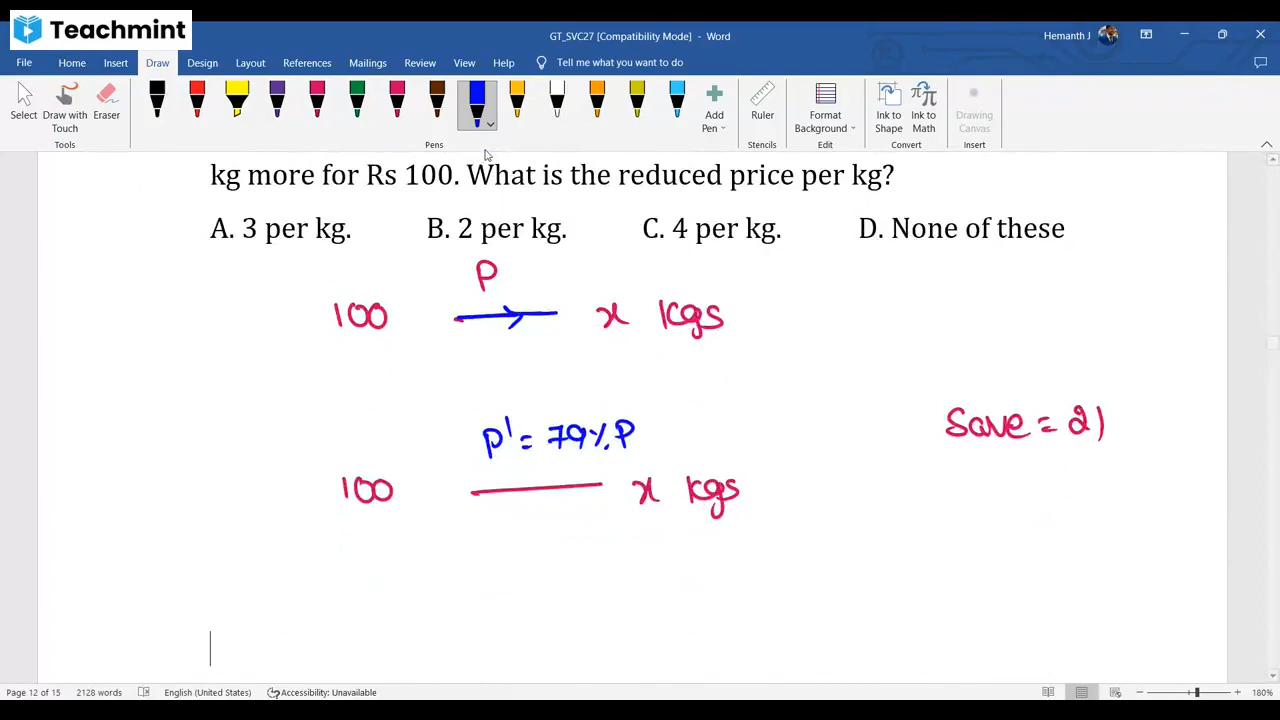 Teachmint
GT_SVC27 [Compatibility Mode] - Word
Hemanth J
File Home Insert Draw Design Layout References Mailings Review View Help Tell me what you want to do
Select
Draw with Touch
Eraser
Add Pen
Ruler
Format Background
Ink to Shape
Ink to Math
Drawing Canvas
Tools
Pens
Stencils
Edit
Convert
Insert
kg more for Rs 100. What is the reduced price per kg?
A. 3 per kg. B. 2 per kg. C. 4 per kg. D. None of these
P
100 x kgs
P' = 79% P
Save = 21
100 x kgs
Page 12 of 15 2128 words English (United States) Accessibility: Unavailable 180%